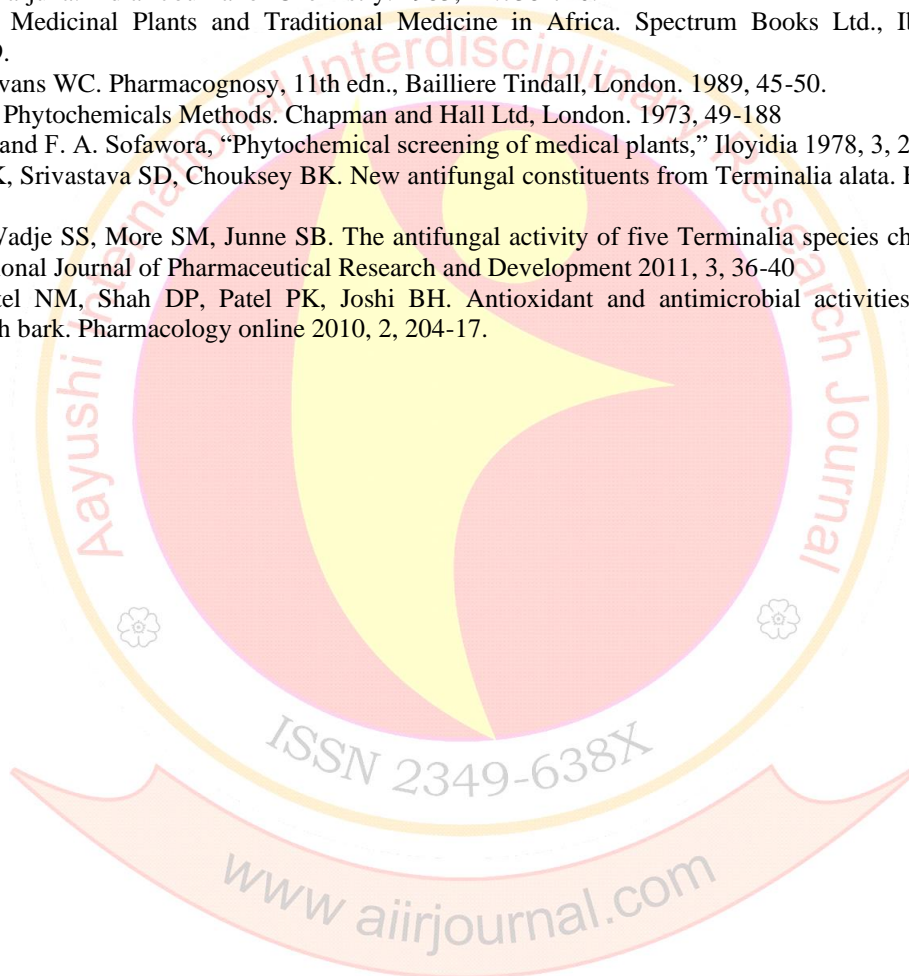 Medicinal Plants and Traditional Medicine in Africa. Spectrum Books Ltd.,
vans WC. Pharmacognosy, 11th edn., Bailliere Tindall, London. 1989, 45-50.
Phytochemicals Methods. Chapman and Hall Ltd, London. 1973, 49-188
and F. A. Sofawora, “Phytochemical screening of medical plants,” Iloyidia 1978, 3, 2
K, Srivastava SD, Chouksey BK. New antifungal constituents from Terminalia alata.
Vadje SS, More SM, Junne SB. The antifungal activity of five Terminalia species ch
ional Journal of Pharmaceutical Research and Development 2011, 3, 36-40
tel NM, Shah DP, Patel PK, Joshi BH. Antioxidant and antimicrobial activities
h bark. Pharmacology online 2010, 2, 204-17.
Aayushi International Interdisciplinary Research Journal
ISSN 2349-638X
www aiirjournal.com